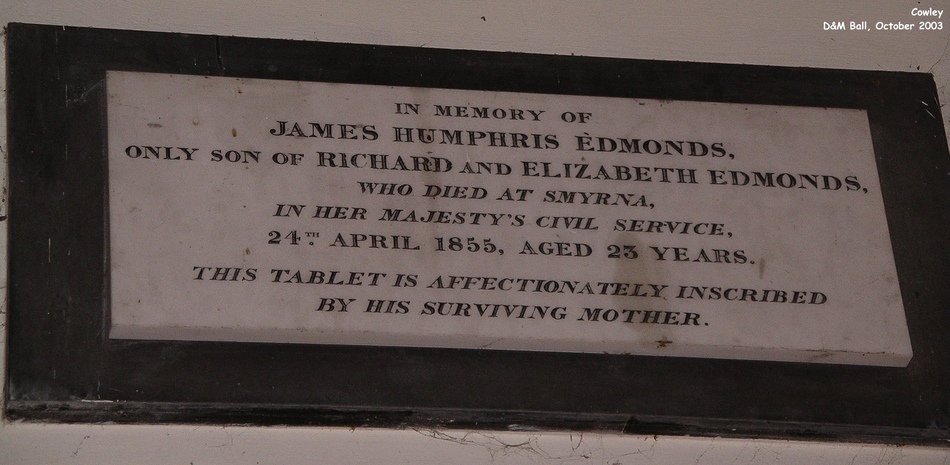 Cowley
D&M Ball, October 2003
IN MEMORY OF
JAMES HUMPHRIS EDMONDS,
ONLY SON OF RICHARD AND ELIZABETH EDMONDS,
WHO DIED AT SMYRNA,
IN HER MAJESTY'S CIVIL SERVICE,
24TH. APRIL 1855, AGED 23 YEARS.
THIS TABLET IS AFFECTIONATELY INSCRIBED
BY HIS SURVIVING MOTHER.